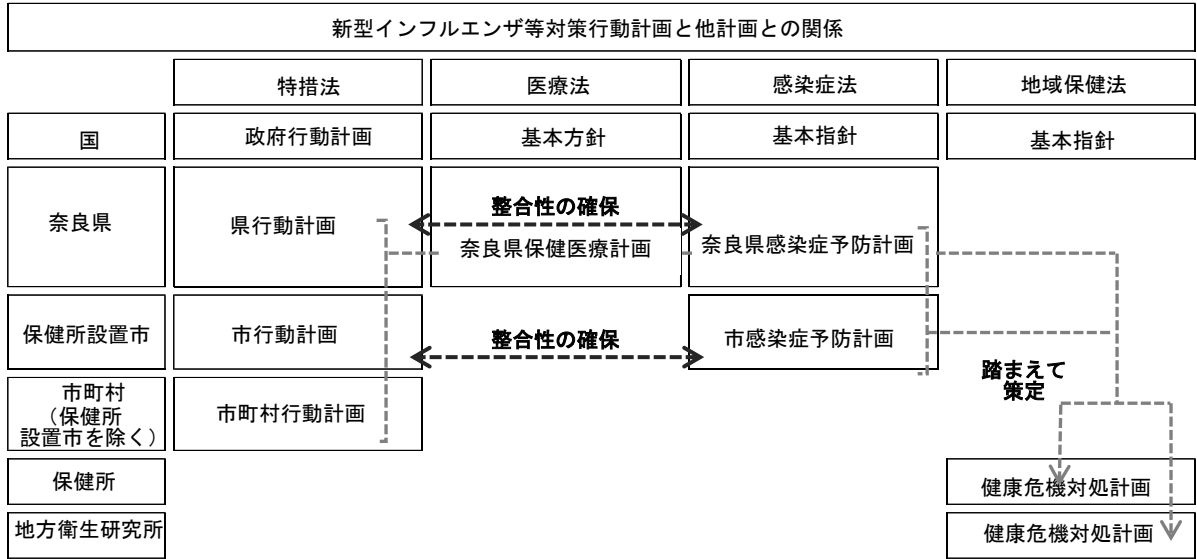 新型インフルエンザ等対策行動計画と他計画との関係
特措法
医療法
感染症法
地域保健法
国
政府行動計画
基本方針
基本指針
基本指針
奈良県
県行動計画
整合性の確保
奈良県保健医療計画
奈良県感染症予防計画
保健所設置市
市行動計画
整合性の確保
市感染症予防計画
踏まえて
策定
市町村
（保健所
設置市を除く）
市町村行動計画
保健所
健康危機対処計画
地方衛生研究所
健康危機対処計画